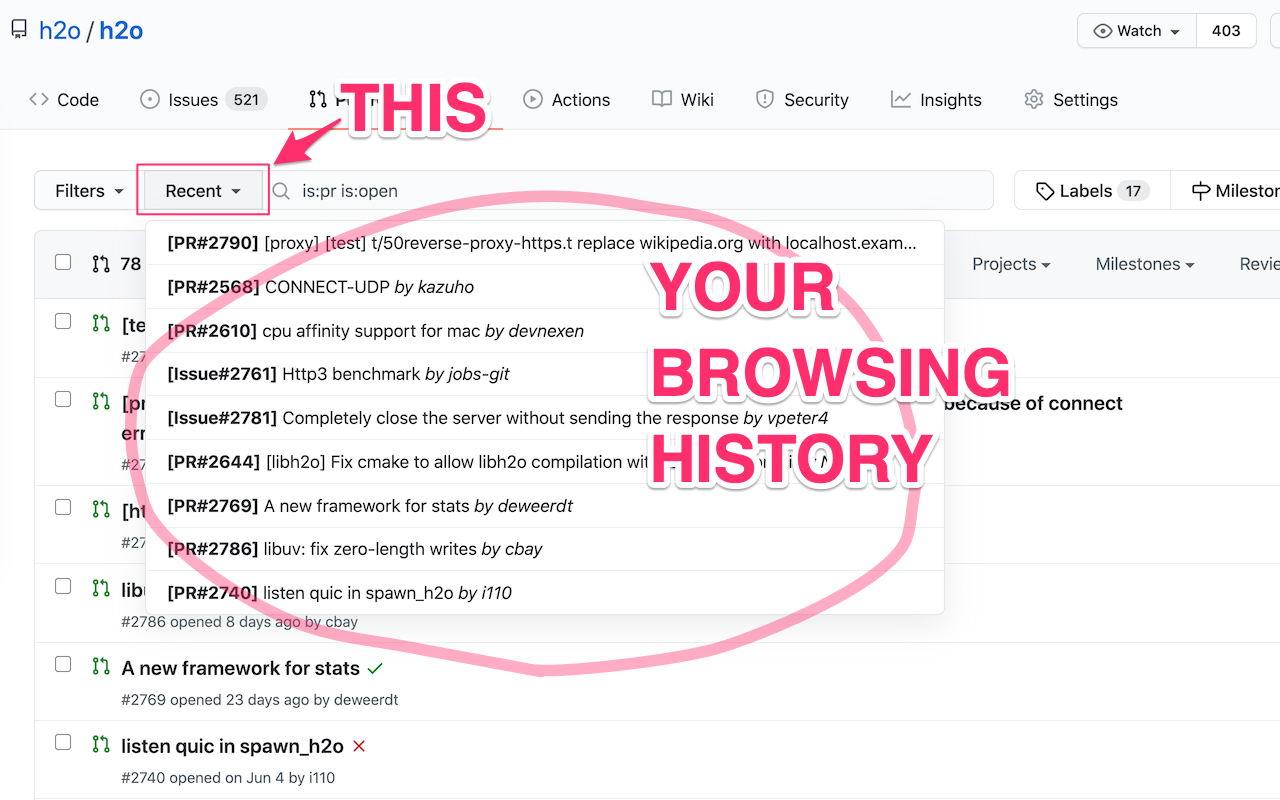 h2o / h2o
Watch 403
Code Issues 521 THIS Actions Wiki Security Insights Settings
Filters Recent is:pr is:open Labels 17 Mileston
[PR#2790] [proxy] [test] t/50reverse-proxy-https.t replace wikipedia.org with localhost.exam...
78 Projects Milestones Revie
[PR#2568] CONNECT-UDP by kazuho
YOUR
[te
[PR#2610] cpu affinity support for mac by devnexen
#27
[Issue#2761] Http3 benchmark by jobs-git
BROWSING
[pr because of connect
[Issue#2781] Completely close the server without sending the response by vpeter4
err
#27
[PR#2644] [libh2o] Fix cmake to allow libh2o compilation wit
HISTORY
[ht
[PR#2769] A new framework for stats by deweerdt
#27
[PR#2786] libuv: fix zero-length writes by cbay
libu
[PR#2740] listen quic in spawn_h2o by i110
#2786 opened 8 days ago by cbay
A new framework for stats
#2769 opened 23 days ago by deweerdt
listen quic in spawn_h2o
#2740 opened on Jun 4 by i110